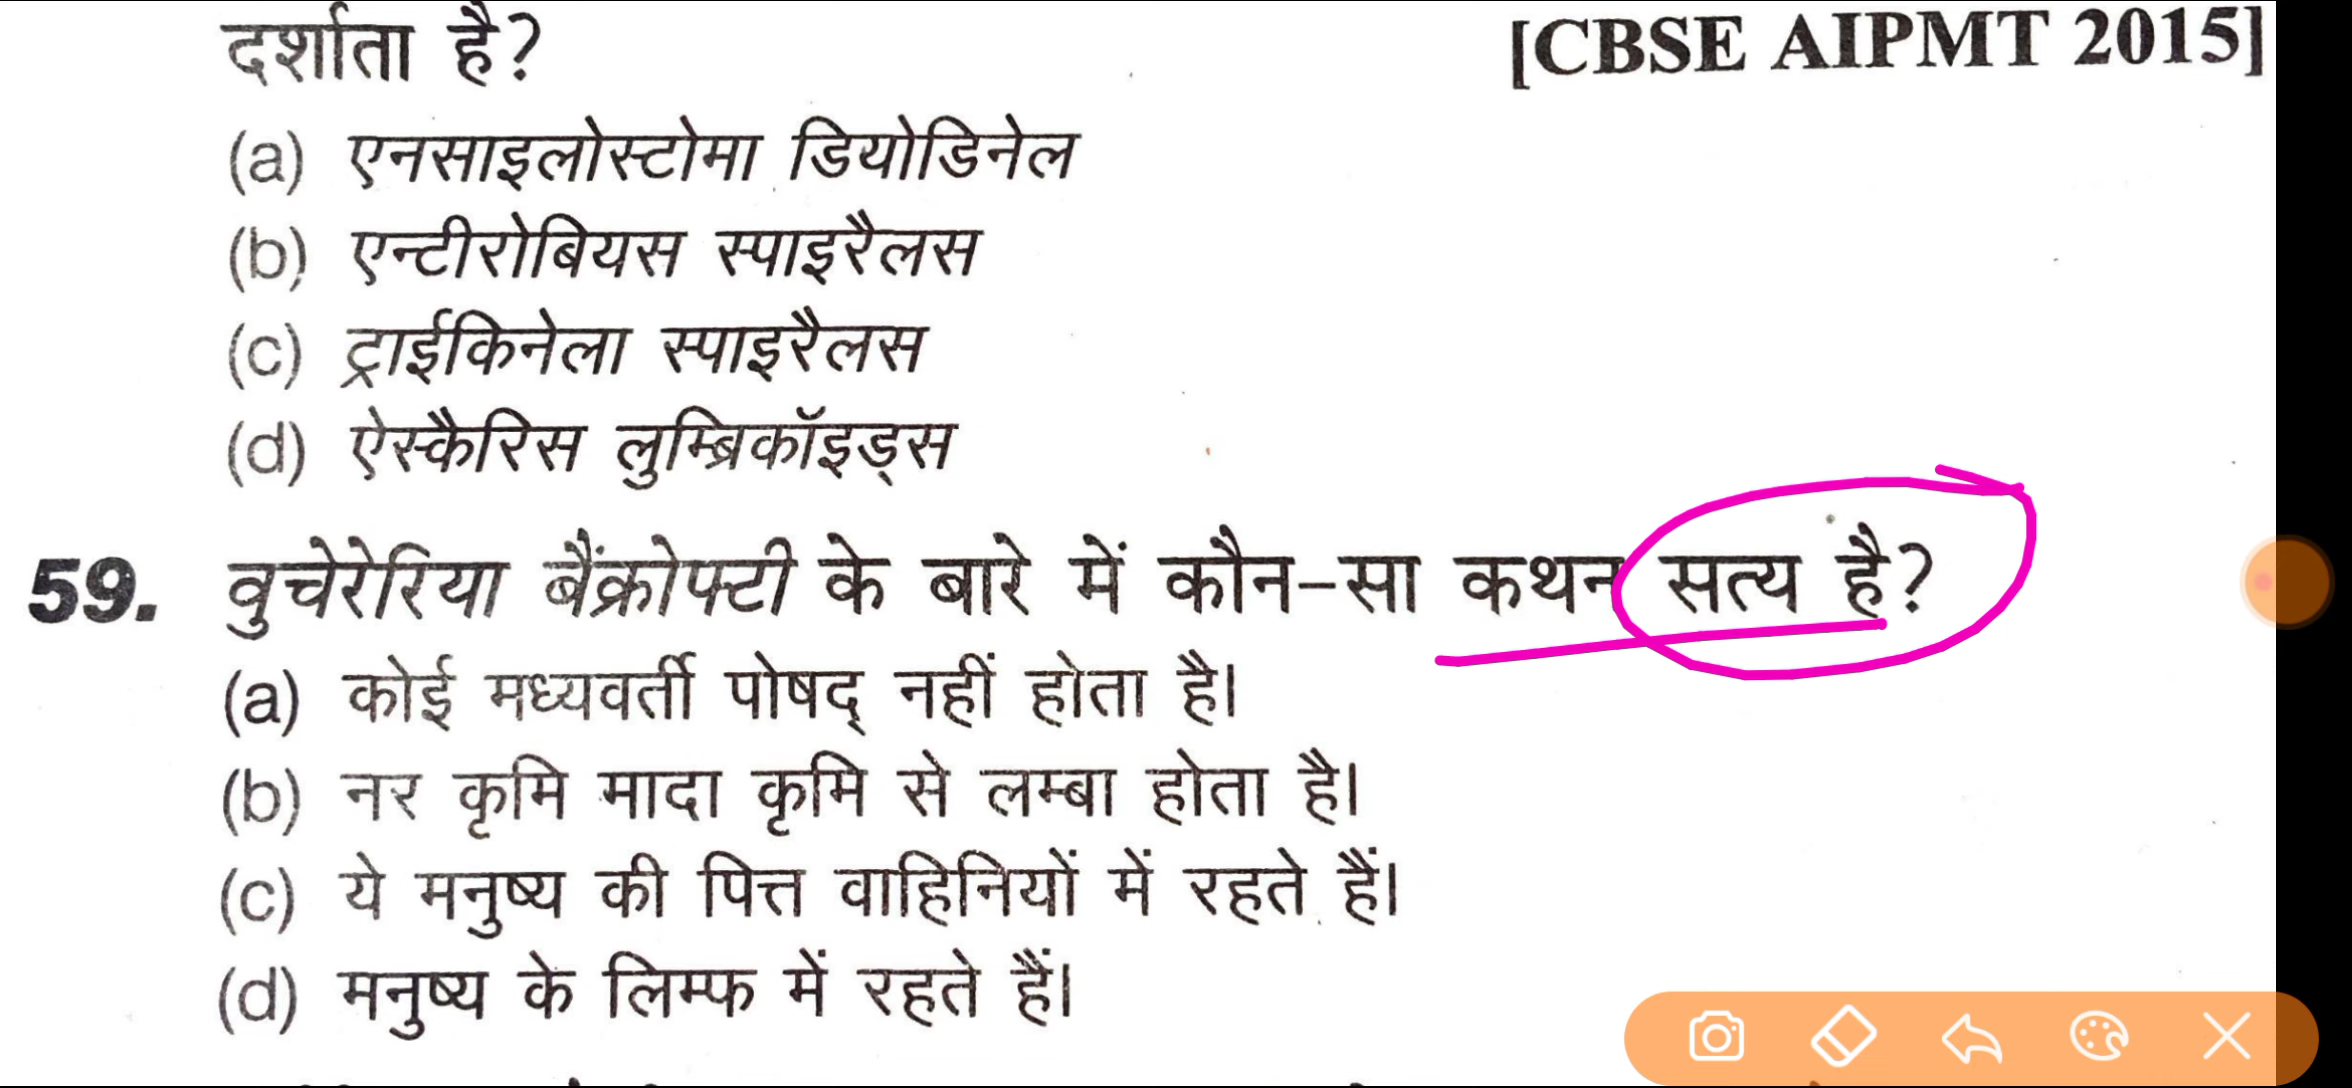 दर्शाता है? [CBSE AIPMT 2015]
(a) एनसाइलोस्टोमा डियोडिनेल
(b) एन्टीरोबियस स्पाइरैलस
(c) ट्राईकिनेला स्पाइरैलस
(d) ऐस्कैरिस लुम्ब्रिकॉइड्स
59. वुचेरेरिया बैंक्रोफ्टी के बारे में कौन-सा कथन सत्य है?
(a) कोई मध्यवर्ती पोषद् नहीं होता है।
(b) नर कृमि मादा कृमि से लम्बा होता है।
(c) ये मनुष्य की पित्त वाहिनियों में रहते हैं।
(d) मनुष्य के लिम्फ में रहते हैं।